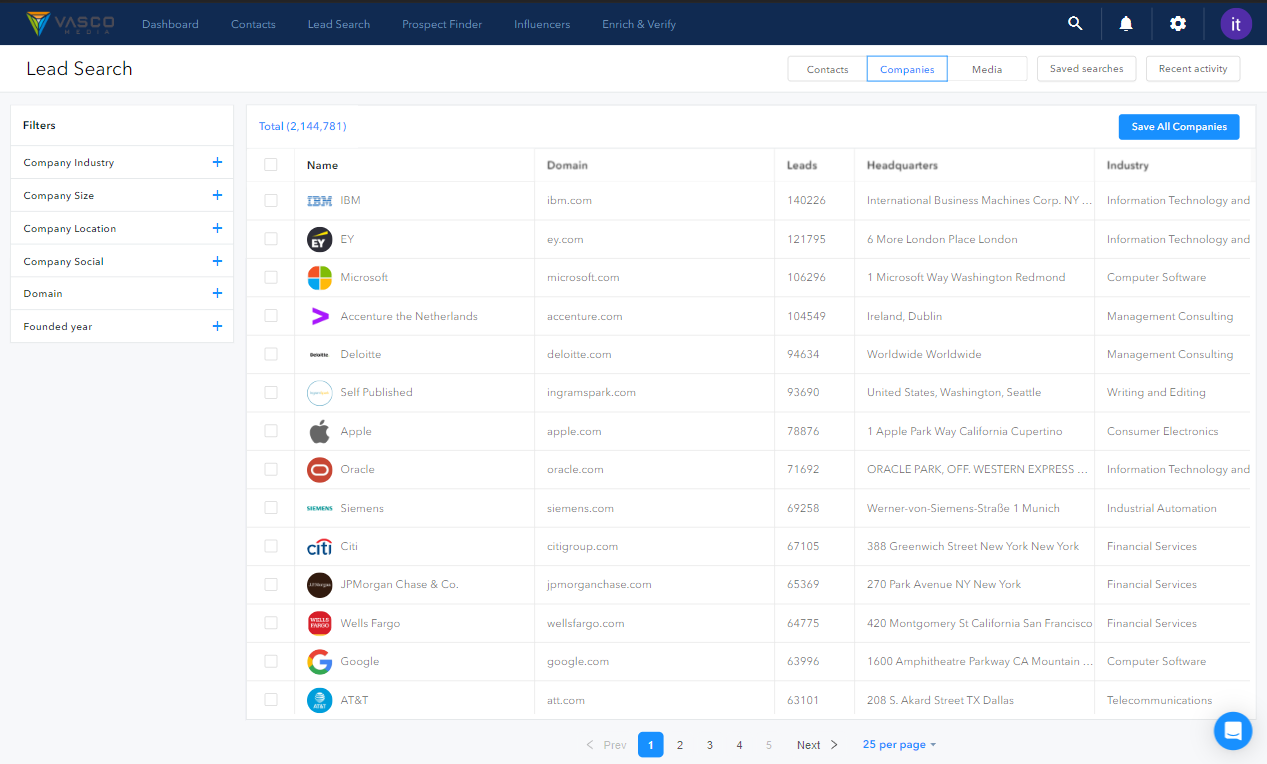 VASCO MEDIA Dashboard Contacts Lead Search Prospect Finder Influencers Enrich & Verify it
Lead Search Contacts Companies Media Saved searches Recent activity
Filters
Company Industry +
Company Size +
Company Location +
Company Social +
Domain +
Founded year +
Total (2,144,781) Save All Companies
Name Domain Leads Headquarters Industry
IBM IBM ibm.com 140226 International Business Machines Corp. NY ... Information Technology and
EY EY ey.com 121795 6 More London Place London Information Technology and
Microsoft microsoft.com 106296 1 Microsoft Way Washington Redmond Computer Software
Accenture the Netherlands accenture.com 104549 Ireland, Dublin Management Consulting
Deloitte Deloitte deloitte.com 94634 Worldwide Worldwide Management Consulting
Self Published ingramspark.com 93690 United States, Washington, Seattle Writing and Editing
Apple apple.com 78876 1 Apple Park Way California Cupertino Consumer Electronics
Oracle oracle.com 71692 ORACLE PARK, OFF. WESTERN EXPRESS ... Information Technology and
SIEMENS Siemens siemens.com 69258 Werner-von-Siemens-Straße 1 Munich Industrial Automation
citi Citi citigroup.com 67105 388 Greenwich Street New York New York Financial Services
JPMorgan JPMorgan Chase & Co. jpmorganchase.com 65369 270 Park Avenue NY New York Financial Services
WELLS FARGO Wells Fargo wellsfargo.com 64775 420 Montgomery St California San Francisco Financial Services
G Google google.com 63996 1600 Amphitheatre Parkway CA Mountain ... Computer Software
AT&T AT&T att.com 63101 208 S. Akard Street TX Dallas Telecommunications
< Prev 1 2 3 4 5 Next > 25 per page